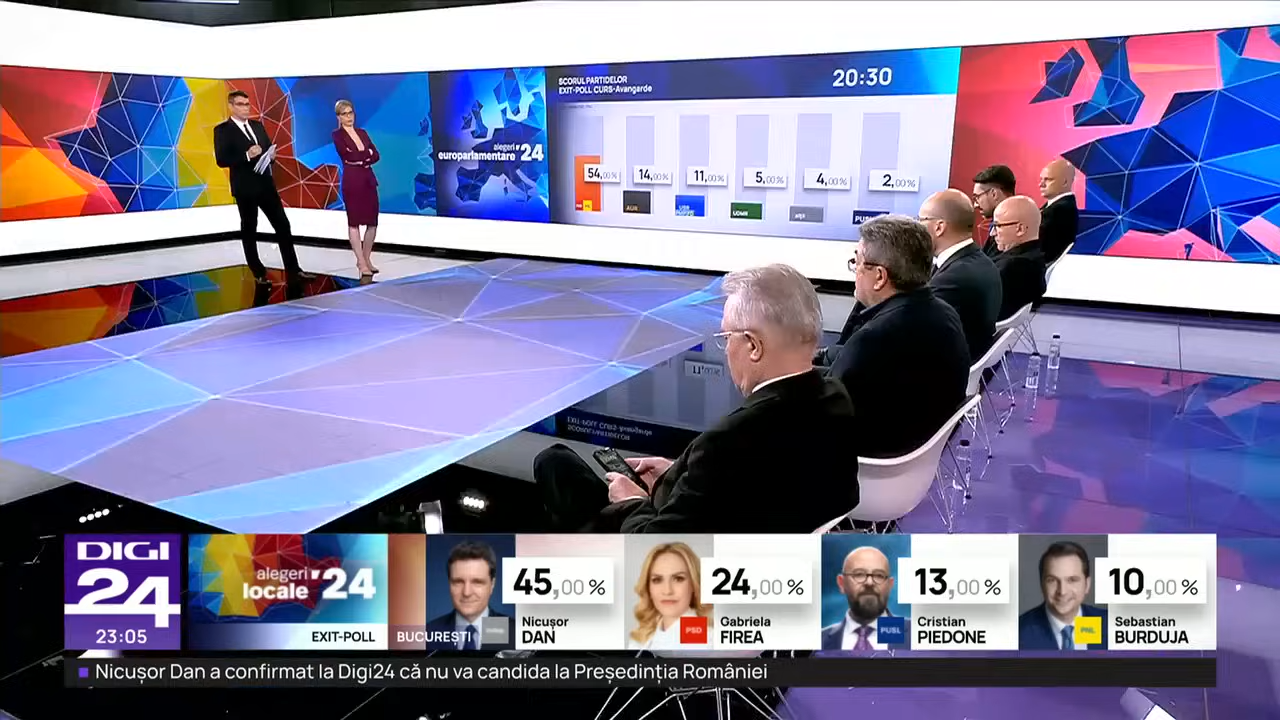 SCORUL PARTIDELOR
EXIT-POLL CURS-Avangarde
20:30
alegeri
europarlamentare '24
54,00 %
14,00 %
11,00 %
5,00 %
4,00 %
2,00 %
AUR
UDMR
alții
DIGI
24
23:05
alegeri
locale '24
EXIT-POLL
BUCUREȘTI
45,00 %
Nicușor
DAN
PSD
24,00 %
Gabriela
FIREA
PUSL
13,00 %
Cristian
PIEDONE
PNL
10,00 %
Sebastian
BURDUJA
Nicușor Dan a confirmat la Digi24 că nu va candida la Președinția României